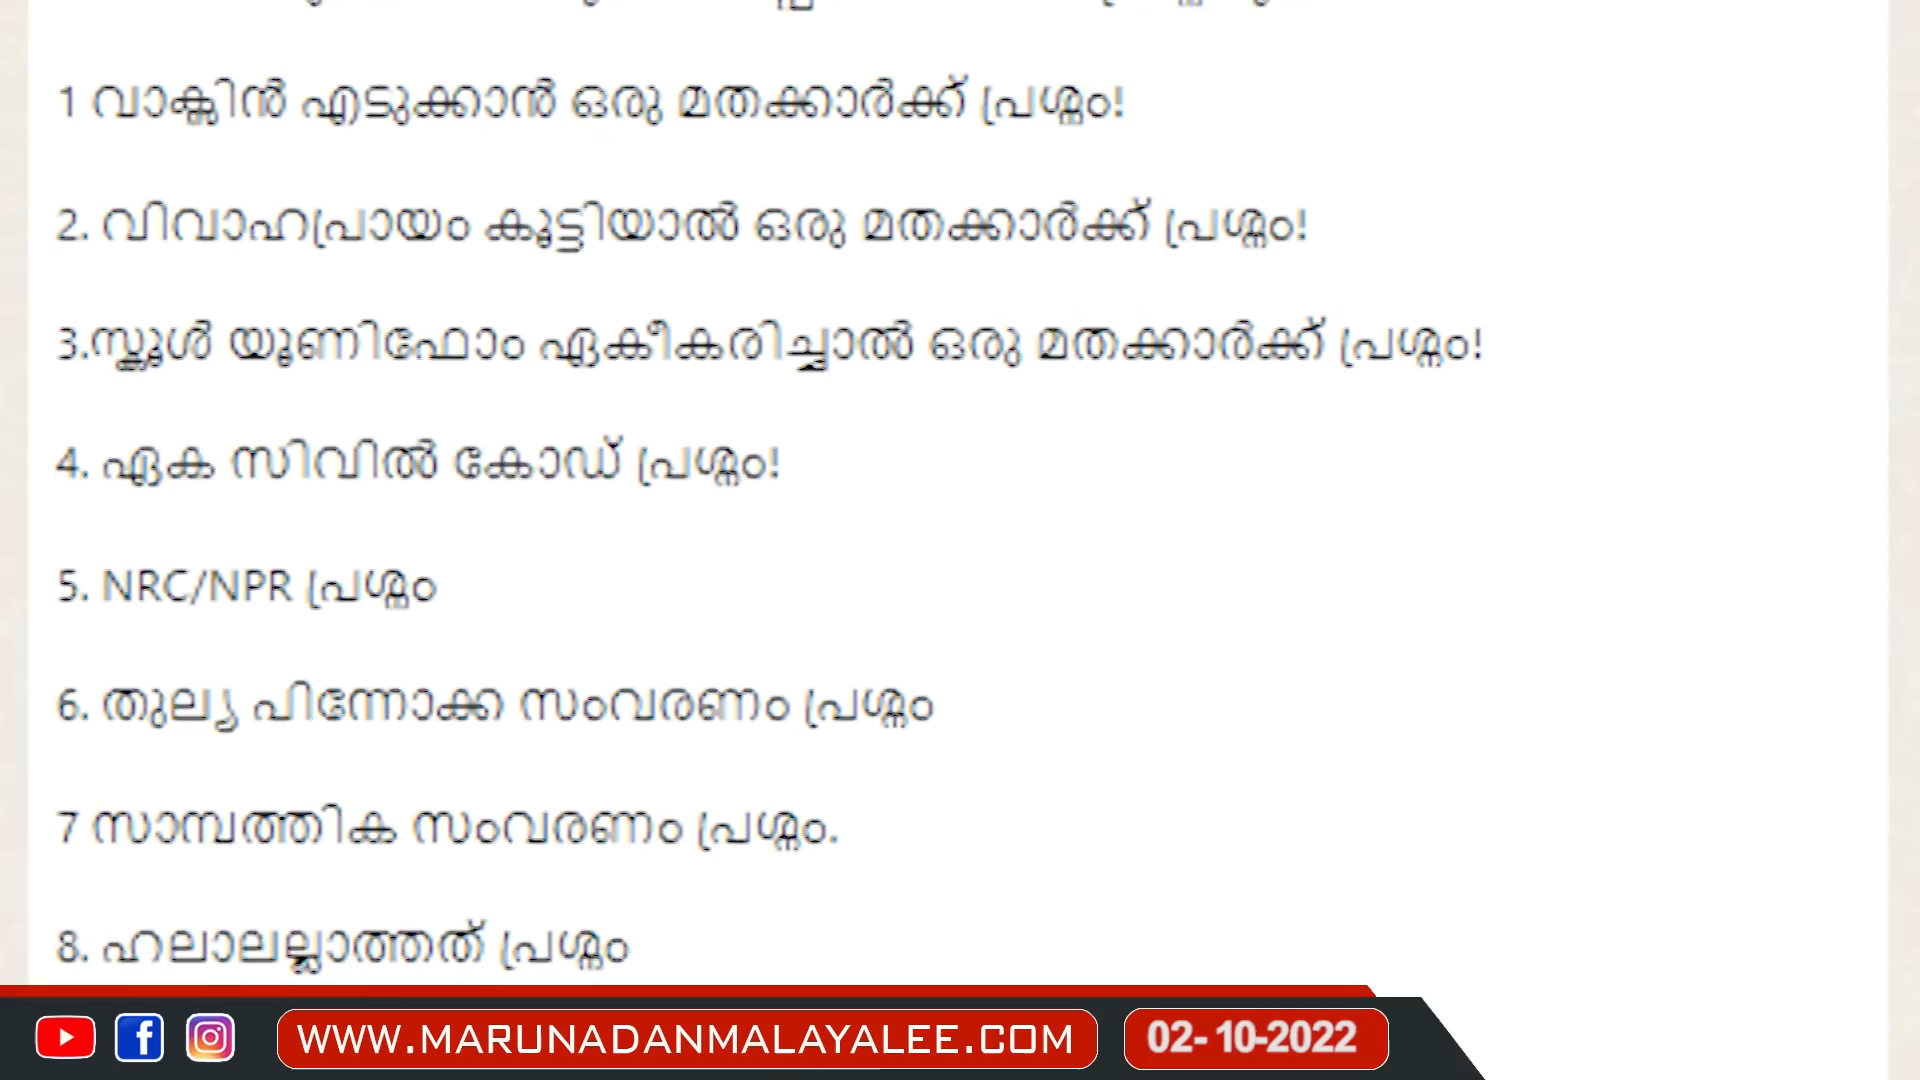 1 വാക്സിൻ എടുക്കാൻ ഒരു മതക്കാർക്ക് പ്രശ്നം!
2. വിവാഹപ്രായം കൂട്ടിയാൽ ഒരു മതക്കാർക്ക് പ്രശ്നം!
3.സ്കൂൾ യൂണിഫോം ഏകീകരിച്ചാൽ ഒരു മതക്കാർക്ക് പ്രശ്നം!
4. ഏക സിവിൽ കോഡ് പ്രശ്നം!
5. NRC/NPR പ്രശ്നം
6. തുല്യ പിന്നോക്ക സംവരണം പ്രശ്നം
7 സാമ്പത്തിക സംവരണം പ്രശ്നം.
8. ഹലാലല്ലാത്തത് പ്രശ്നം
WWW.MARUNADANMALAYALEE.COM 02- 10-2022